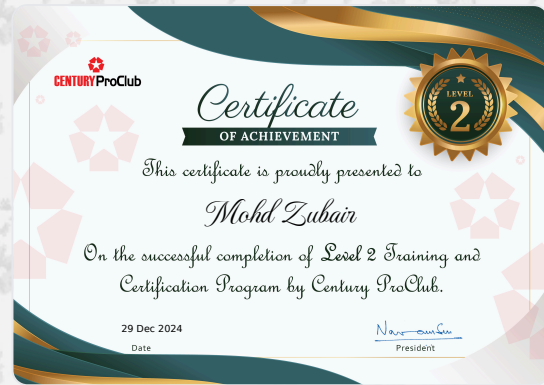 CENTURY ProClub
Certificate
OF ACHIEVEMENT
LEVEL
2
This certificate is proudly presented to
Mohd Zubair
On the successful completion of Level 2 Training and
Certification Program by Century ProClub.
29 Dec 2024
Date
President